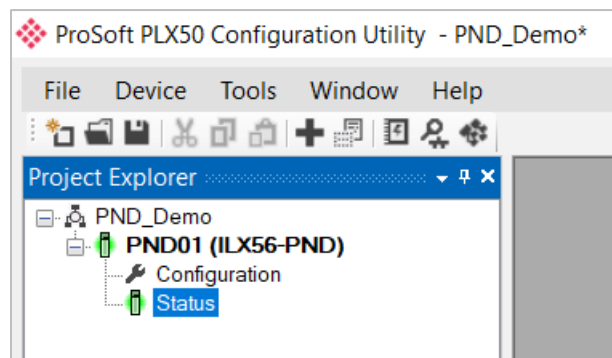 ProSoft PLX50 Configuration Utility - PND_Demo*
File Device Tools Window Help
Project Explorer
PND_Demo
PND01 (ILX56-PND)
Configuration
Status